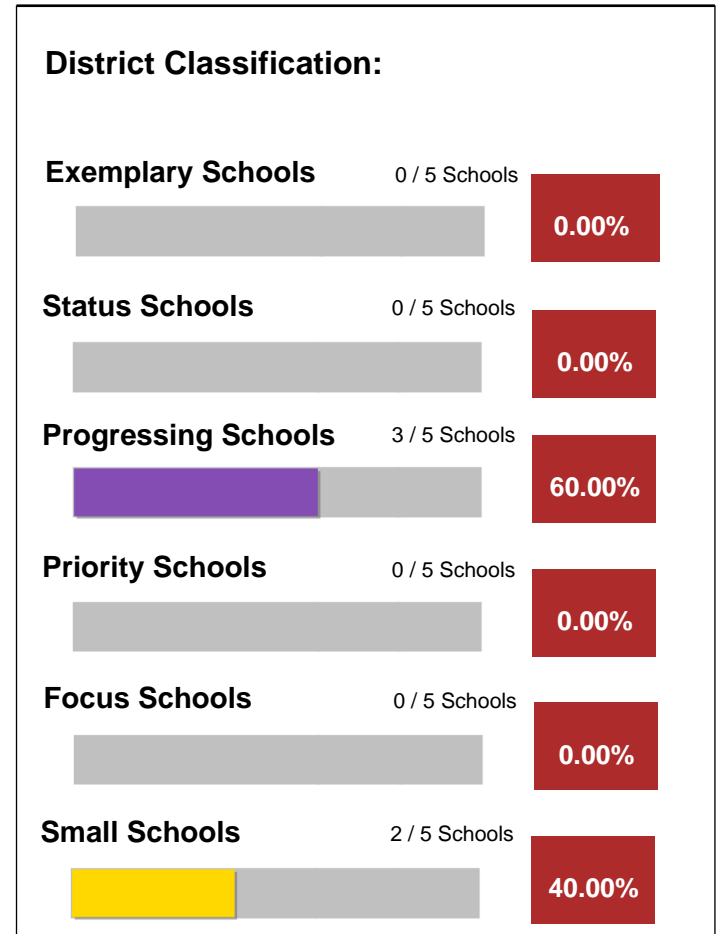 District Classification:
Exemplary Schools 0 / 5 Schools
0.00%
Status Schools 0 / 5 Schools
0.00%
Progressing Schools 3 / 5 Schools
60.00%
Priority Schools 0 / 5 Schools
0.00%
Focus Schools 0 / 5 Schools
0.00%
Small Schools 2 / 5 Schools
40.00%